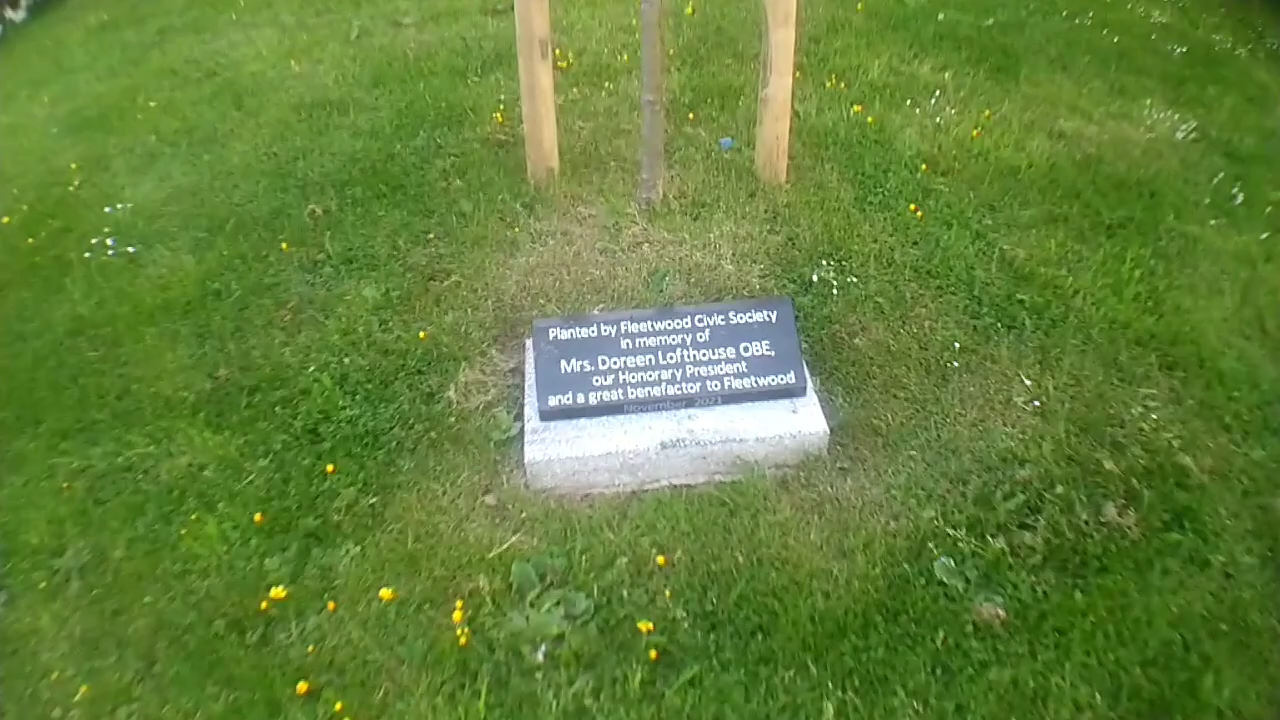 Planted by Fleetwood Civic Society
in memory of
Mrs. Doreen Lofthouse OBE,
our Honorary President
and a great benefactor to Fleetwood
November 2021